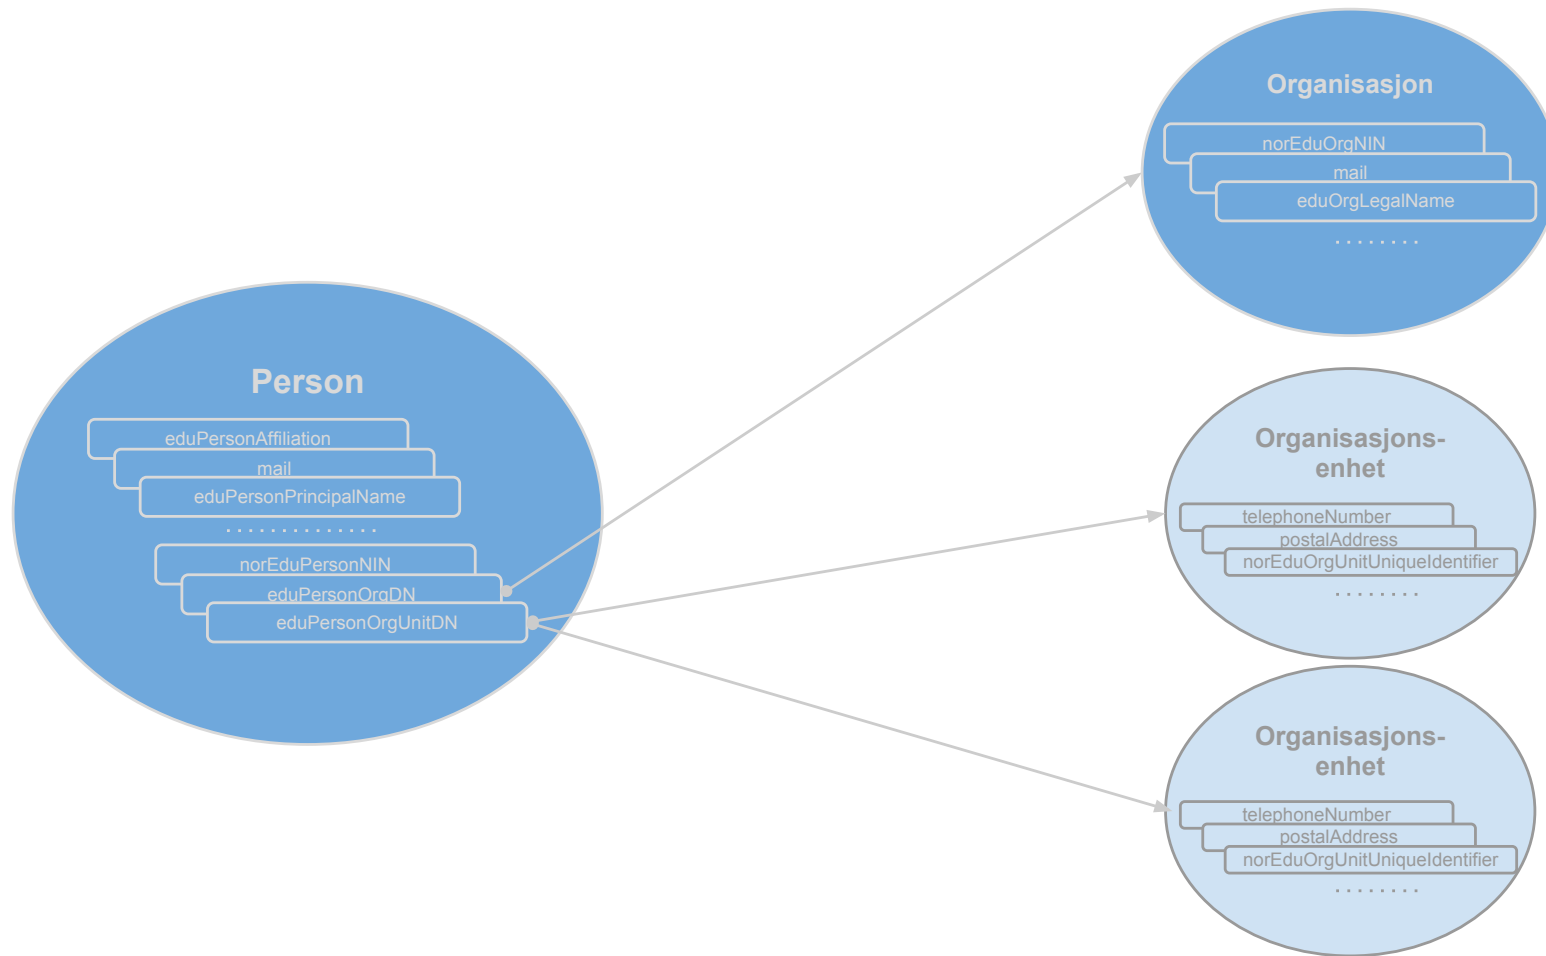 Organisasjon
norEduOrgNIN
mail
eduOrgLegalName
. . . . . . . .
Person
eduPersonAffiliation
mail
eduPersonPrincipalName
. . . . . . . . . . . . . .
norEduPersonNIN
eduPersonOrgDN
eduPersonOrgUnitDN
Organisasjons-
enhet
telephoneNumber
postalAddress
norEduOrgUnitUniqueIdentifier
. . . . . . . .
Organisasjons-
enhet
telephoneNumber
postalAddress
norEduOrgUnitUniqueIdentifier
. . . . . . . .